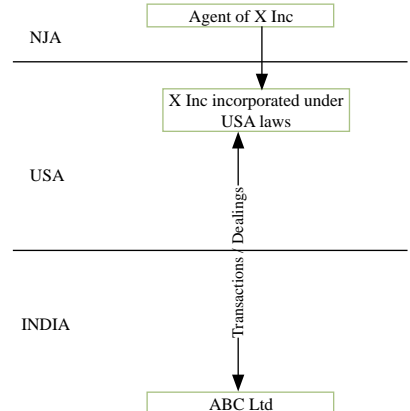 Agent of X Inc
NJA
X Inc incorporated under
USA laws
USA
Transactions / Dealings
INDIA
ABC Ltd